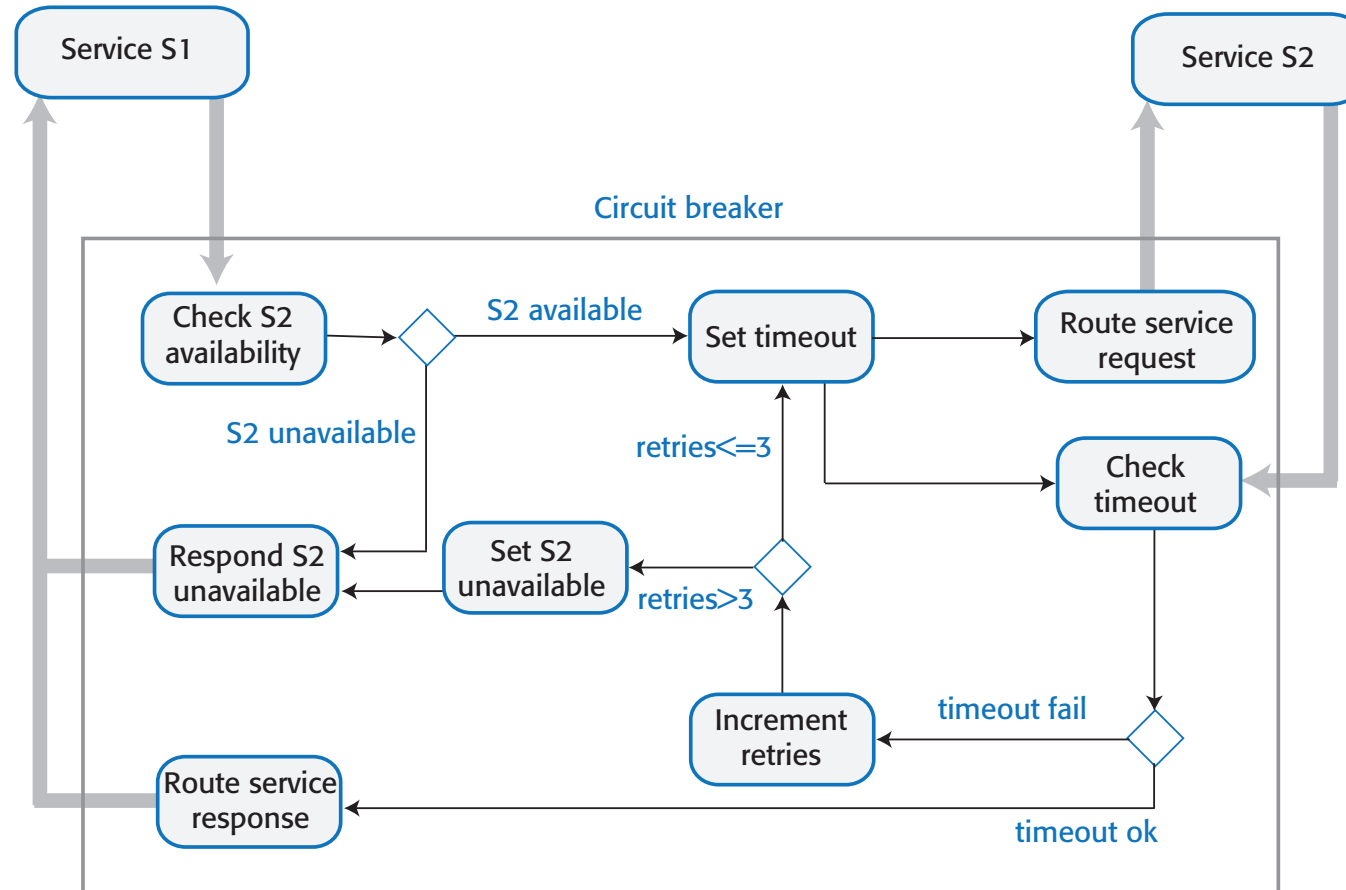 Service S1
Service S2
Circuit breaker
Check S2
availability
S2 available
Set timeout
Route service
request
S2 unavailable
retries<=3
Check
timeout
Respond S2
unavailable
Set S2
unavailable
retries>3
Increment
retries
timeout fail
Route service
response
timeout ok